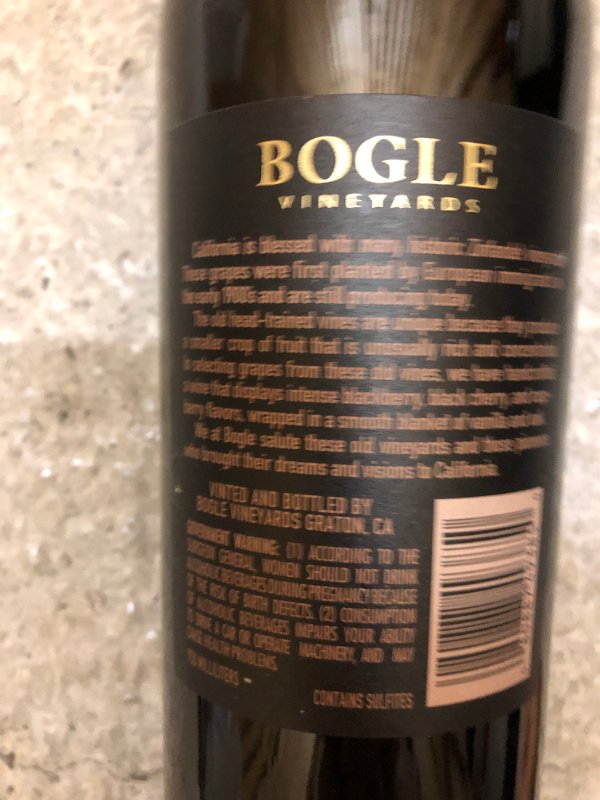 BOGLE
VINEYARDS
California is blessed with many historic Zinfandel
These grapes were first planted by European
the early 1900s and are still producing today.
The old head-trained vines are unique because they
a smaller crop of fruit that is unusually rich and
In selecting grapes from these old vines, we have
a wine that displays intense blackberry, black cherry, and
berry flavors, wrapped in a smooth blanket of vanilla
We at Bogle salute these old vineyards and those
who brought their dreams and visions to California.
VINTED AND BOTTLED BY
BOGLE VINEYARDS GRATON, CA
GOVERNMENT WARNING: (1) ACCORDING TO THE
SURGEON GENERAL, WOMEN SHOULD NOT DRINK
ALCOHOLIC BEVERAGES DURING PREGNANCY BECAUSE
OF THE RISK OF BIRTH DEFECTS. (2) CONSUMPTION
OF ALCOHOLIC BEVERAGES IMPAIRS YOUR ABILITY
TO DRIVE A CAR OR OPERATE MACHINERY, AND MAY
CAUSE HEALTH PROBLEMS.
750 MILLILITERS
CONTAINS SULFITES